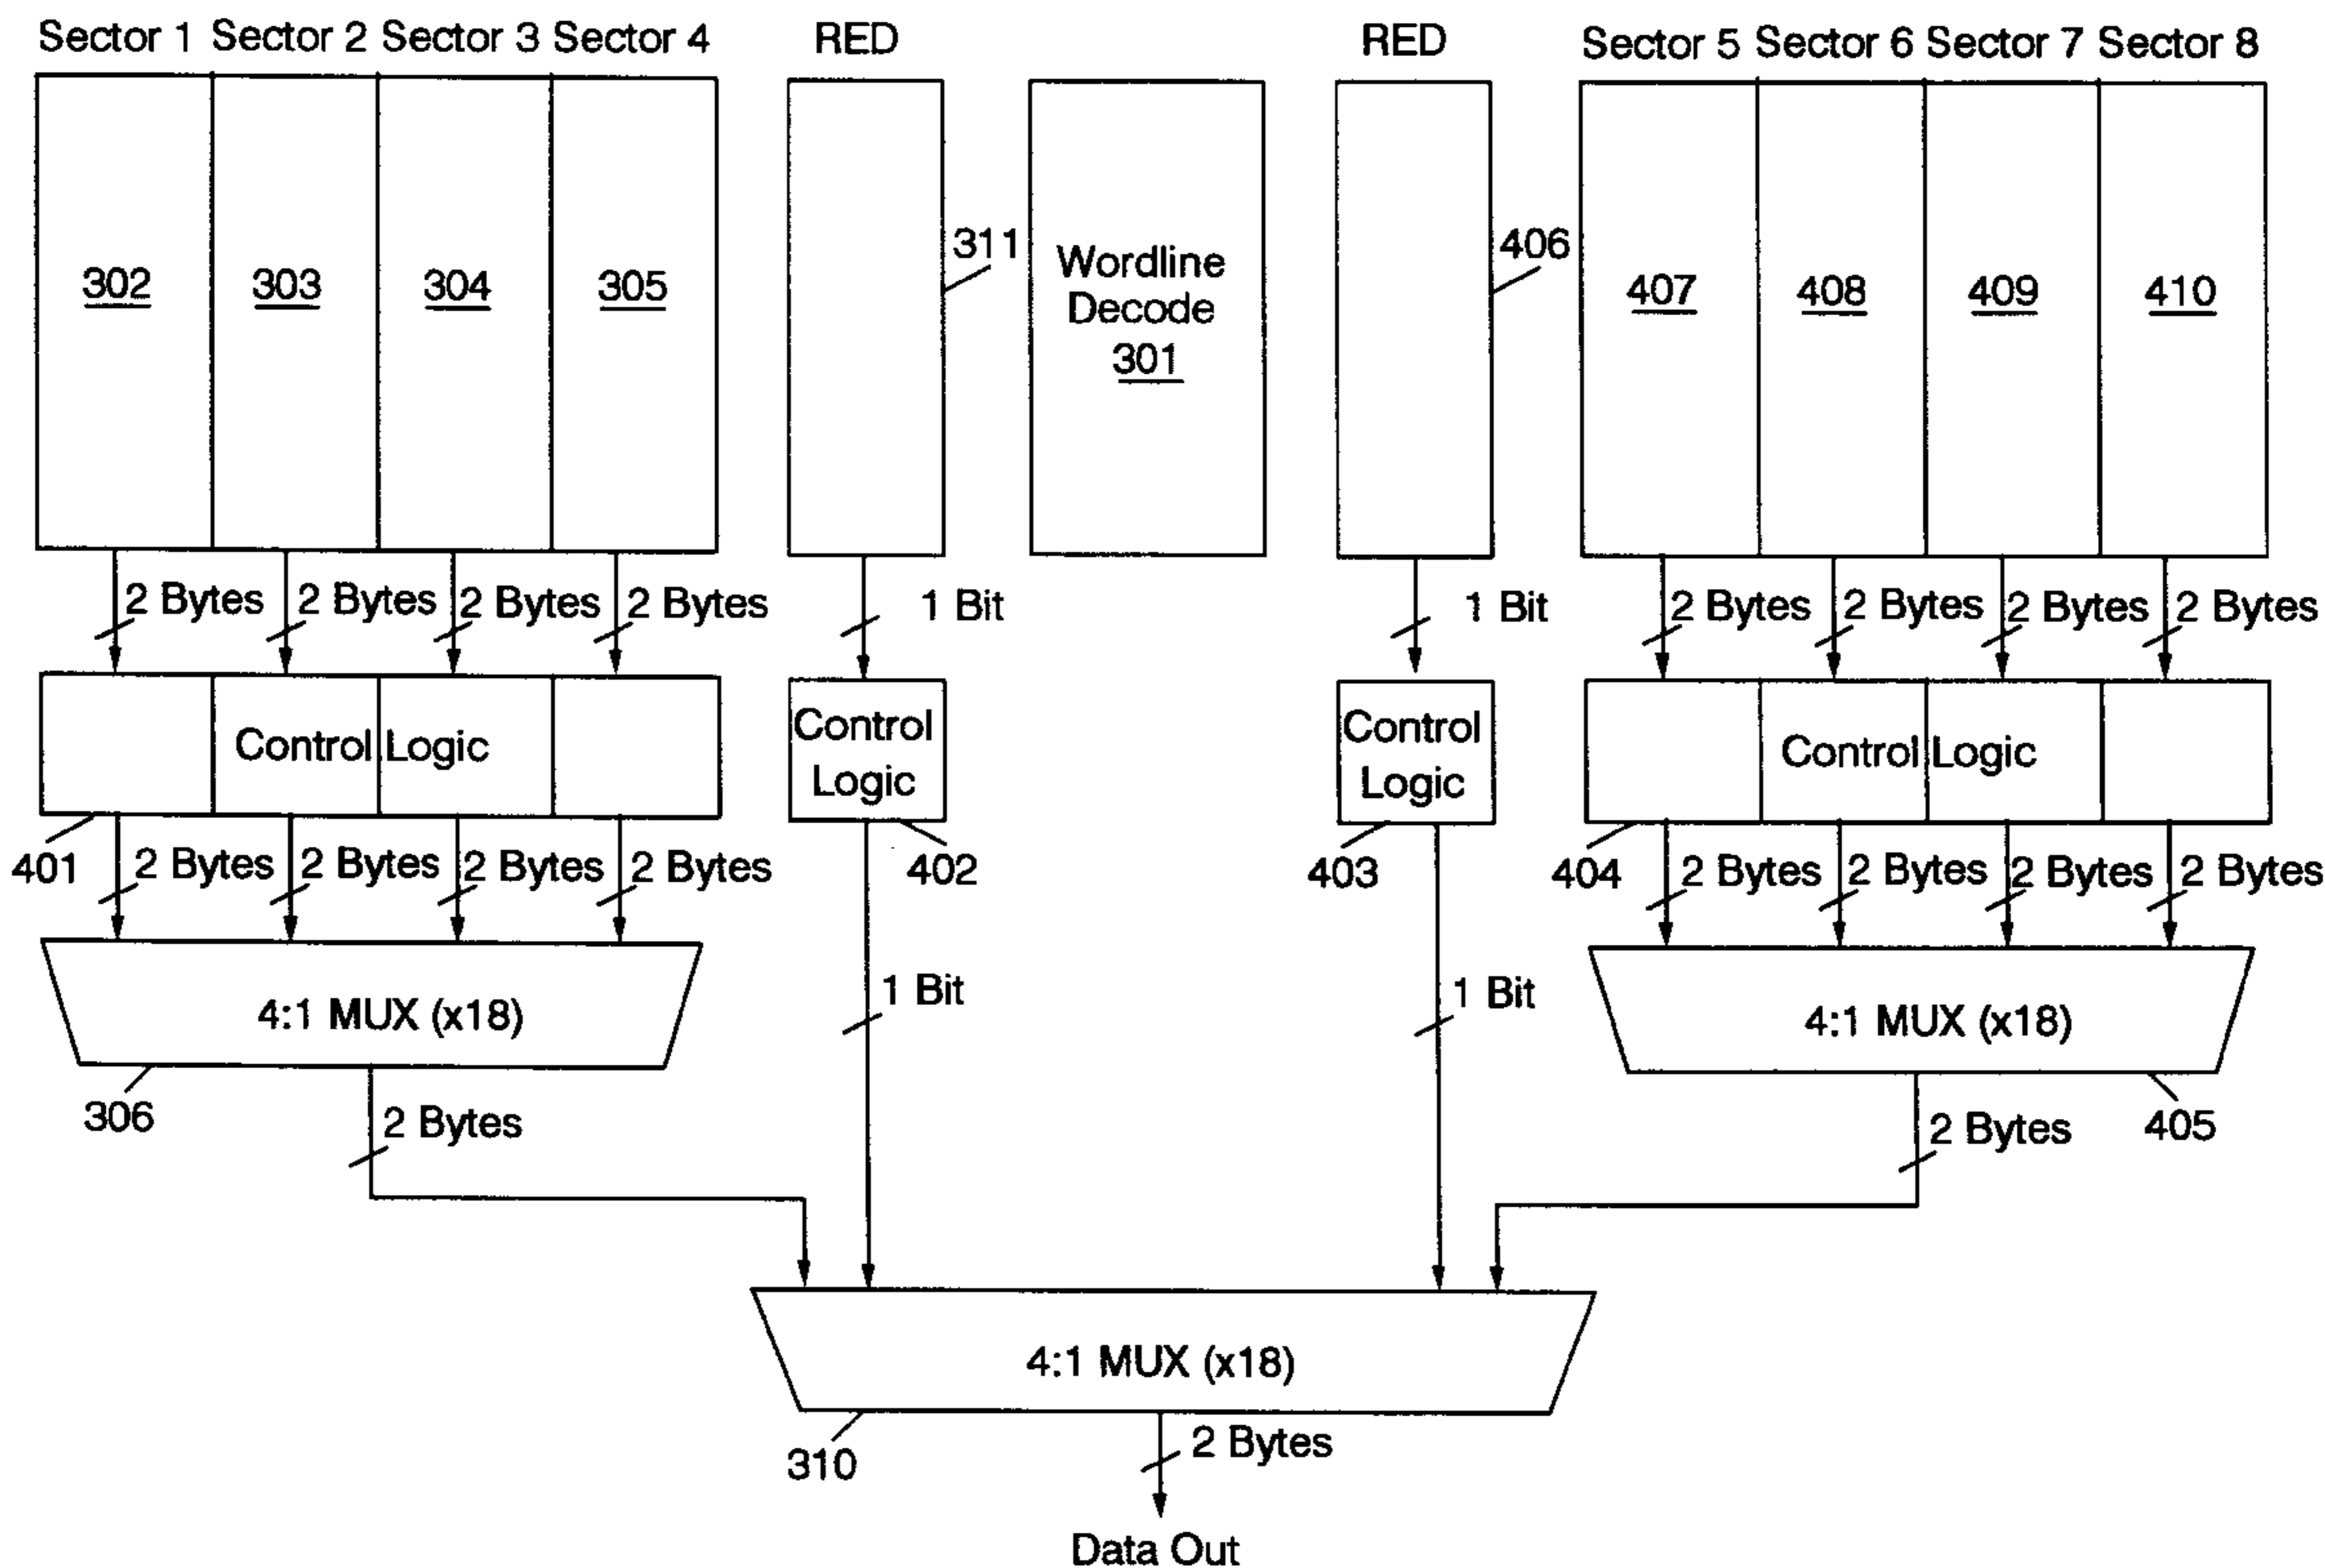 Sector 1 Sector 2 Sector 3 Sector 4 RED RED Sector 5 Sector 6 Sector 7 Sector 8
311
406
302 303 304 305
Wordline
Decode
301
407 408 409 410
2 Bytes 2 Bytes 2 Bytes 2 Bytes 1 Bit 1 Bit 2 Bytes 2 Bytes 2 Bytes 2 Bytes
Control Logic
Control
Logic
Control
Logic
Control Logic
401 2 Bytes 2 Bytes 2 Bytes 2 Bytes 402 403 404 2 Bytes 2 Bytes 2 Bytes 2 Bytes
4:1 MUX (x18) 1 Bit 1 Bit 4:1 MUX (x18)
306 2 Bytes 2 Bytes 405
4:1 MUX (x18)
310 2 Bytes
Data Out